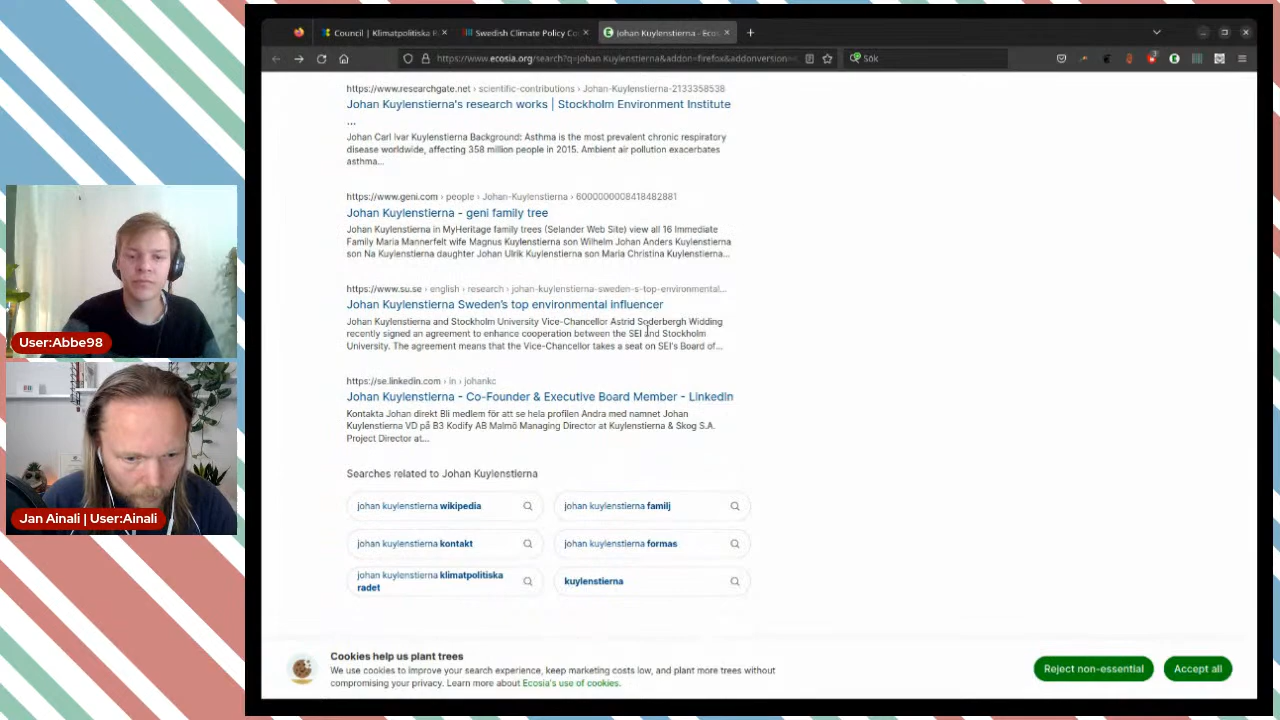 Council | Klimatpolitiska R
Swedish Climate Policy Co
Johan Kuylenstierna - Ecos
https://www.ecosia.org/search?q=Johan Kuylenstierna&addon=firefox&addonversion=
Sök
https://www.researchgate.net › scientific-contributions › Johan-Kuylenstierna-2133358538
Johan Kuylenstierna's research works | Stockholm Environment Institute
...
Johan Carl Ivar Kuylenstierna Background: Asthma is the most prevalent chronic respiratory
disease worldwide, affecting 358 million people in 2015. Ambient air pollution exacerbates
asthma...
https://www.geni.com › people › Johan-Kuylenstierna › 6000000008418482881
Johan Kuylenstierna - geni family tree
Johan Kuylenstierna in MyHeritage family trees (Selander Web Site) view all 16 Immediate
Family Maria Mannerfelt wife Magnus Kuylenstierna son Wilhelm Johan Anders Kuylenstierna
son Na Kuylenstierna daughter Johan Ulrik Kuylenstierna son Maria Christina Kuylenstierna...
https://www.su.se › english › research › johan-kuylenstierna-sweden-s-top-environmental...
Johan Kuylenstierna Sweden's top environmental influencer
Johan Kuylenstierna and Stockholm University Vice-Chancellor Astrid Söderbergh Widding
recently signed an agreement to enhance cooperation between the SEI and Stockholm
University. The agreement means that the Vice-Chancellor takes a seat on SEI's Board of...
https://se.linkedin.com › in › johankc
Johan Kuylenstierna - Co-Founder & Executive Board Member - LinkedIn
Kontakta Johan direkt Bli medlem för att se hela profilen Andra med namnet Johan
Kuylenstierna VD på B3 Kodify AB Malmö Managing Director at Kuylenstierna & Skog S.A.
Project Director at...
Searches related to Johan Kuylenstierna
johan kuylenstierna wikipedia
johan kuylenstierna familj
johan kuylenstierna kontakt
johan kuylenstierna formas
johan kuylenstierna klimatpolitiska
radet
kuylenstierna
Cookies help us plant trees
We use cookies to improve your search experience, keep marketing costs low, and plant more trees without
compromising your privacy. Learn more about Ecosia's use of cookies.
Reject non-essential
Accept all
User:Abbe98
Jan Ainali | User:Ainali